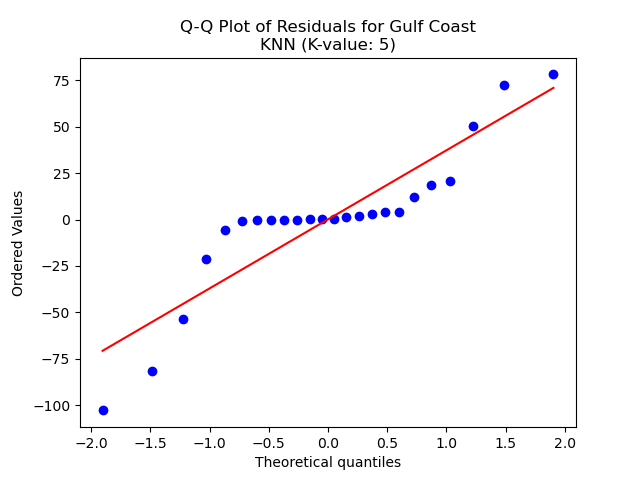 Q-Q Plot of Residuals for Gulf Coast
KNN (K-value: 5)
75
50
25
0
−25
−50
−75
−100
Ordered Values
−2.0 −1.5 −1.0 −0.5 0.0 0.5 1.0 1.5 2.0
Theoretical quantiles